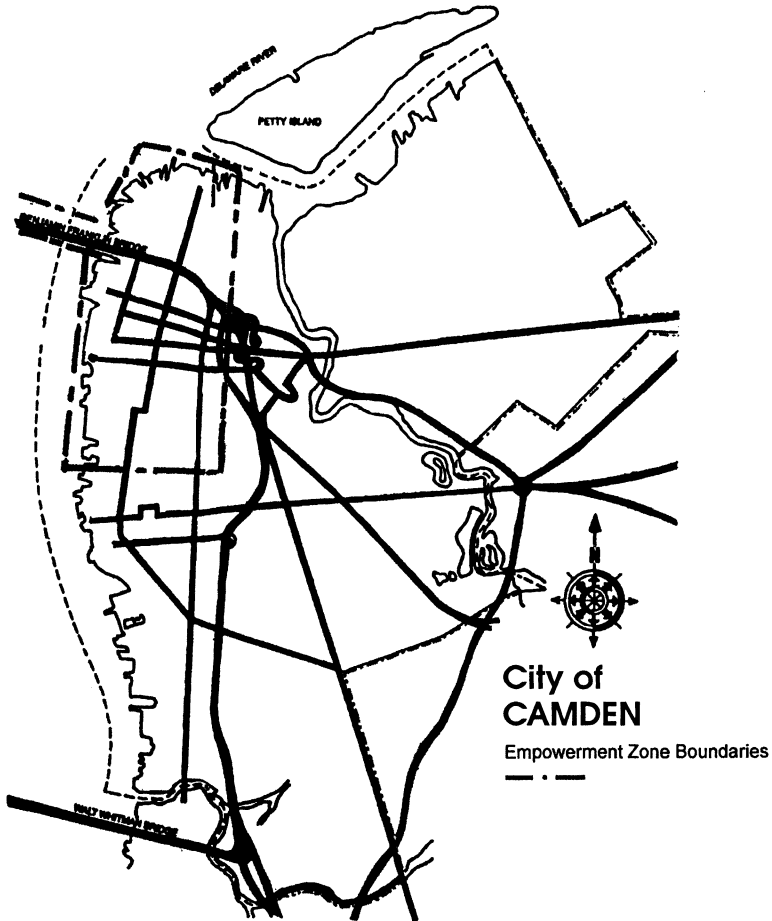 DELAWARE RIVER
PETTY ISLAND
BENJAMIN FRANKLIN BRIDGE
N
City of
CAMDEN
Empowerment Zone Boundaries
WALT WHITMAN BRIDGE